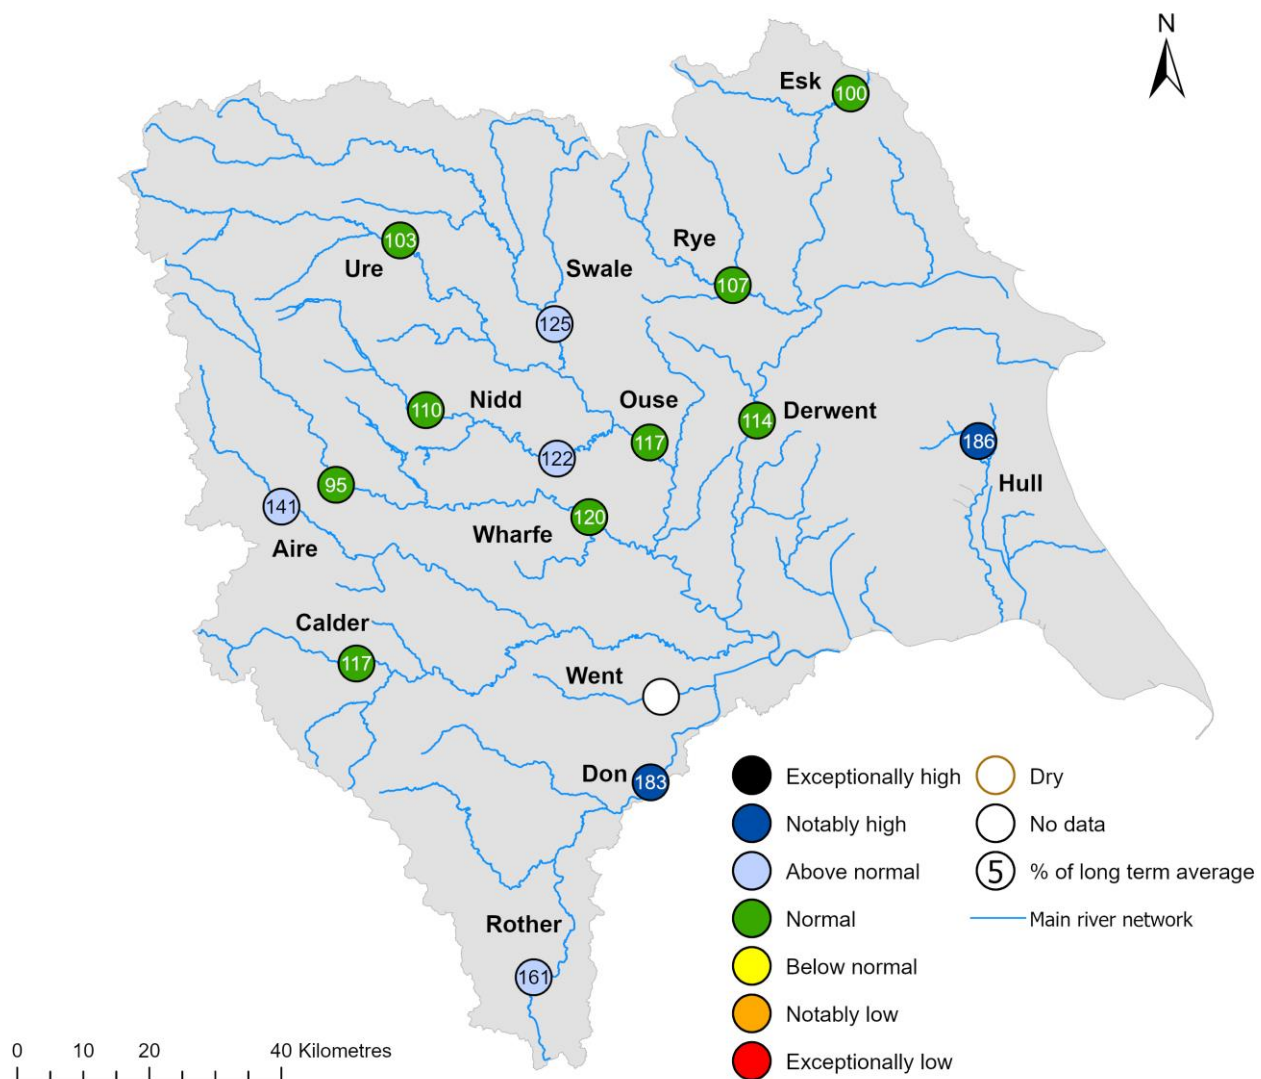 N
Esk
100
Rye
103
Ure
Swale
107
125
Nidd
Ouse
110
117
114
Derwent
122
186
Hull
95
141
Aire
Wharfe
120
Calder
117
Went
Don
183
Rother
161
Exceptionally high
Notably high
Above normal
Normal
Below normal
Notably low
Exceptionally low
Dry
No data
5 % of long term average
Main river network
0 10 20 40 Kilometres